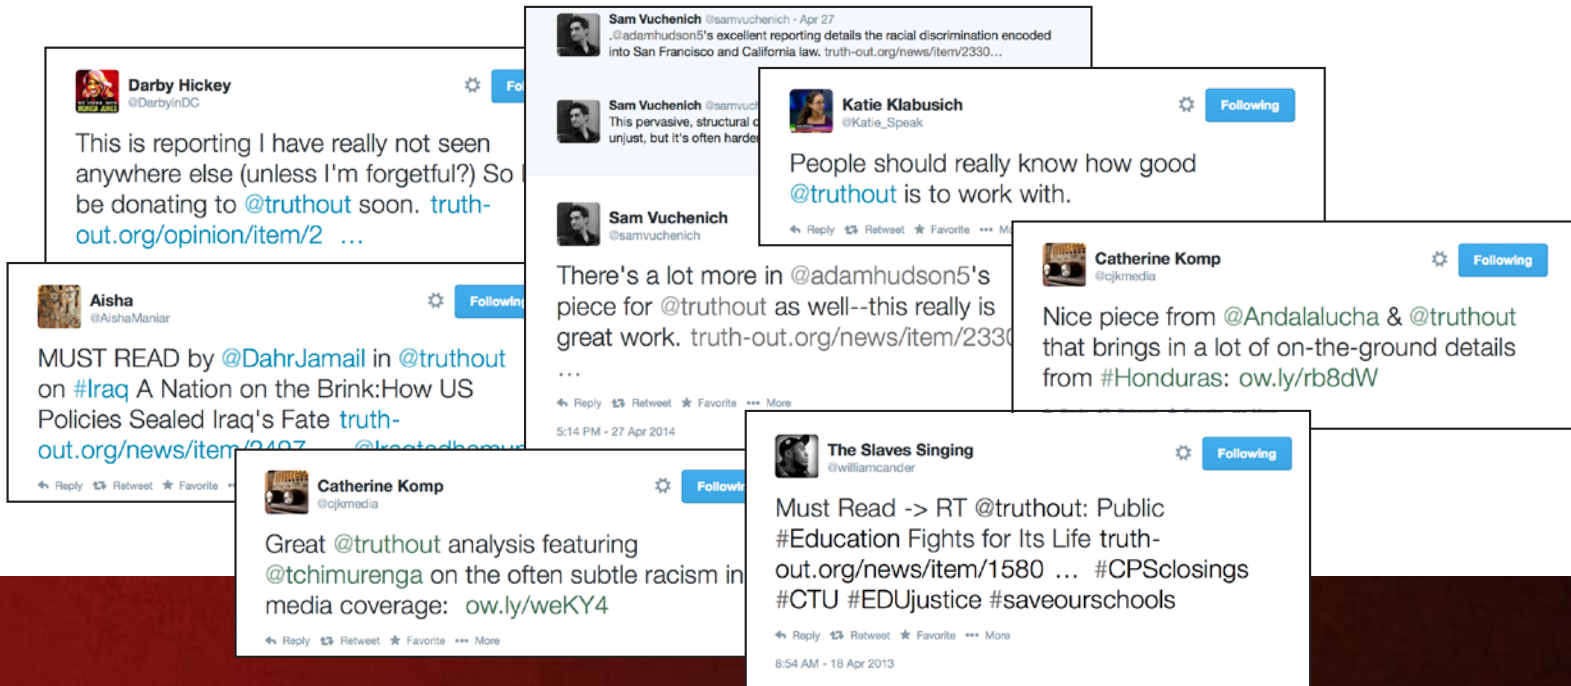 Sam Vuchenich @samvuchenich · Apr 27
.@adamhudson5's excellent reporting details the racial discrimination encoded
into San Francisco and California law. truth-out.org/news/item/2330...
Sam Vuchenich
This pervasive, structural
unjust, but it's often harder
Sam Vuchenich
@samvuchenich
There's a lot more in @adamhudson5's
piece for @truthout as well--this really is
great work. truth-out.org/news/item/2330
...
Reply Retweet Favorite ••• More
5:14 PM - 27 Apr 2014
Darby Hickey
@DarbyinDC
This is reporting I have really not seen
anywhere else (unless I'm forgetful?) So I
be donating to @truthout soon. truth-
out.org/opinion/item/2 ...
Katie Klabusich
@Katie_Speak
Following
People should really know how good
@truthout is to work with.
Reply Retweet Favorite •••
Aisha
@AishaManiar
Following
MUST READ by @DahrJamail in @truthout
on #Iraq A Nation on the Brink:How US
Policies Sealed Iraq's Fate truth-
out.org/news/item/2497
Reply Retweet Favorite
Catherine Komp
@cjkmedia
Following
Nice piece from @Andalalucha & @truthout
that brings in a lot of on-the-ground details
from #Honduras: ow.ly/rb8dW
Catherine Komp
@cjkmedia
Following
Great @truthout analysis featuring
@tchimurenga on the often subtle racism in
media coverage: ow.ly/weKY4
Reply Retweet Favorite ••• More
The Slaves Singing
@williamcander
Following
Must Read -> RT @truthout: Public
#Education Fights for Its Life truth-
out.org/news/item/1580 ... #CPSclosings
#CTU #EDUjustice #saveourschools
Reply Retweet Favorite ••• More
8:54 AM - 18 Apr 2013